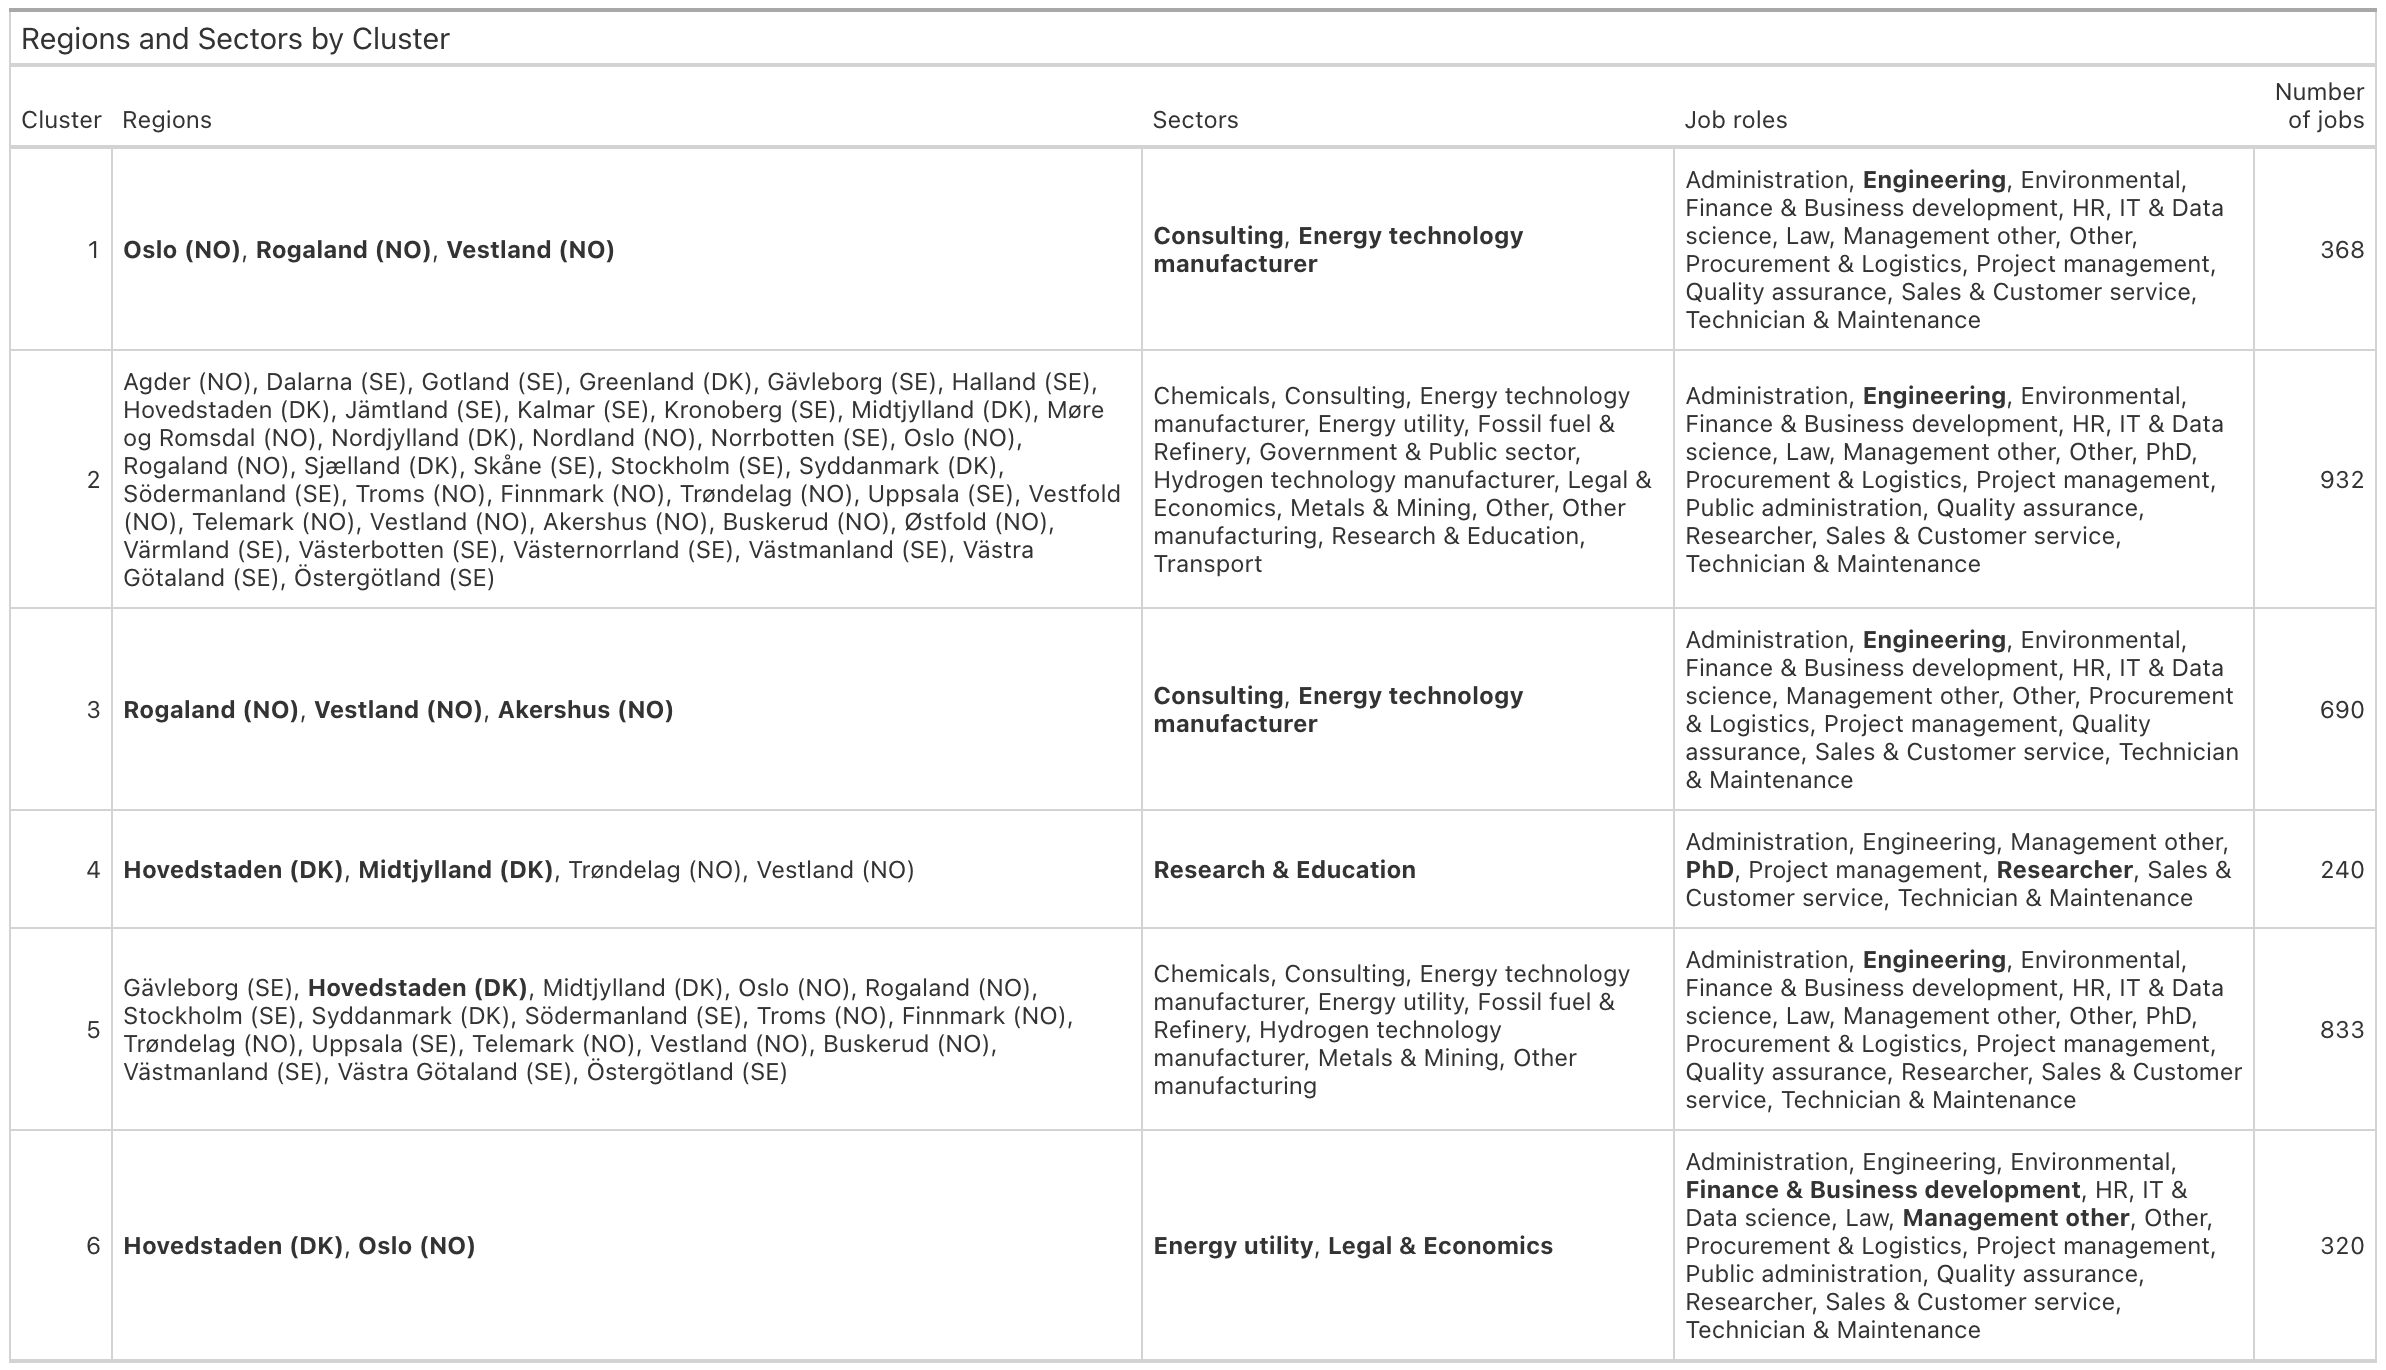 Regions and Sectors by Cluster
Cluster Regions Sectors Job roles Number of jobs
1
Oslo (NO), Rogaland (NO), Vestland (NO)
Consulting, Energy technology
manufacturer
Administration, Engineering, Environmental,
Finance & Business development, HR, IT & Data
science, Law, Management other, Other,
Procurement & Logistics, Project management,
Quality assurance, Sales & Customer service,
Technician & Maintenance
368
2
Agder (NO), Dalarna (SE), Gotland (SE), Greenland (DK), Gävleborg (SE), Halland (SE),
Hovedstaden (DK), Jämtland (SE), Kalmar (SE), Kronoberg (SE), Midtjylland (DK), Møre
og Romsdal (NO), Nordjylland (DK), Nordland (NO), Norrbotten (SE), Oslo (NO),
Rogaland (NO), Sjælland (DK), Skåne (SE), Stockholm (SE), Syddanmark (DK),
Södermanland (SE), Troms (NO), Finnmark (NO), Trøndelag (NO), Uppsala (SE), Vestfold
(NO), Telemark (NO), Vestland (NO), Akershus (NO), Buskerud (NO), Østfold (NO),
Värmland (SE), Västerbotten (SE), Västernorrland (SE), Västmanland (SE), Västra
Götaland (SE), Östergötland (SE)
Chemicals, Consulting, Energy technology
manufacturer, Energy utility, Fossil fuel &
Refinery, Government & Public sector,
Hydrogen technology manufacturer, Legal &
Economics, Metals & Mining, Other, Other
manufacturing, Research & Education,
Transport
Administration, Engineering, Environmental,
Finance & Business development, HR, IT & Data
science, Law, Management other, Other, PhD,
Procurement & Logistics, Project management,
Public administration, Quality assurance,
Researcher, Sales & Customer service,
Technician & Maintenance
932
3
Rogaland (NO), Vestland (NO), Akershus (NO)
Consulting, Energy technology
manufacturer
Administration, Engineering, Environmental,
Finance & Business development, HR, IT & Data
science, Management other, Other, Procurement
& Logistics, Project management, Quality
assurance, Sales & Customer service, Technician
& Maintenance
690
4
Hovedstaden (DK), Midtjylland (DK), Trøndelag (NO), Vestland (NO)
Research & Education
Administration, Engineering, Management other,
PhD, Project management, Researcher, Sales &
Customer service, Technician & Maintenance
240
5
Gävleborg (SE), Hovedstaden (DK), Midtjylland (DK), Oslo (NO), Rogaland (NO),
Stockholm (SE), Syddanmark (DK), Södermanland (SE), Troms (NO), Finnmark (NO),
Trøndelag (NO), Uppsala (SE), Telemark (NO), Vestland (NO), Buskerud (NO),
Västmanland (SE), Västra Götaland (SE), Östergötland (SE)
Chemicals, Consulting, Energy technology
manufacturer, Energy utility, Fossil fuel &
Refinery, Hydrogen technology
manufacturer, Metals & Mining, Other
manufacturing
Administration, Engineering, Environmental,
Finance & Business development, HR, IT & Data
science, Law, Management other, Other, PhD,
Procurement & Logistics, Project management,
Quality assurance, Researcher, Sales & Customer
service, Technician & Maintenance
833
6
Hovedstaden (DK), Oslo (NO)
Energy utility, Legal & Economics
Administration, Engineering, Environmental,
Finance & Business development, HR, IT &
Data science, Law, Management other, Other,
Procurement & Logistics, Project management,
Public administration, Quality assurance,
Researcher, Sales & Customer service,
Technician & Maintenance
320